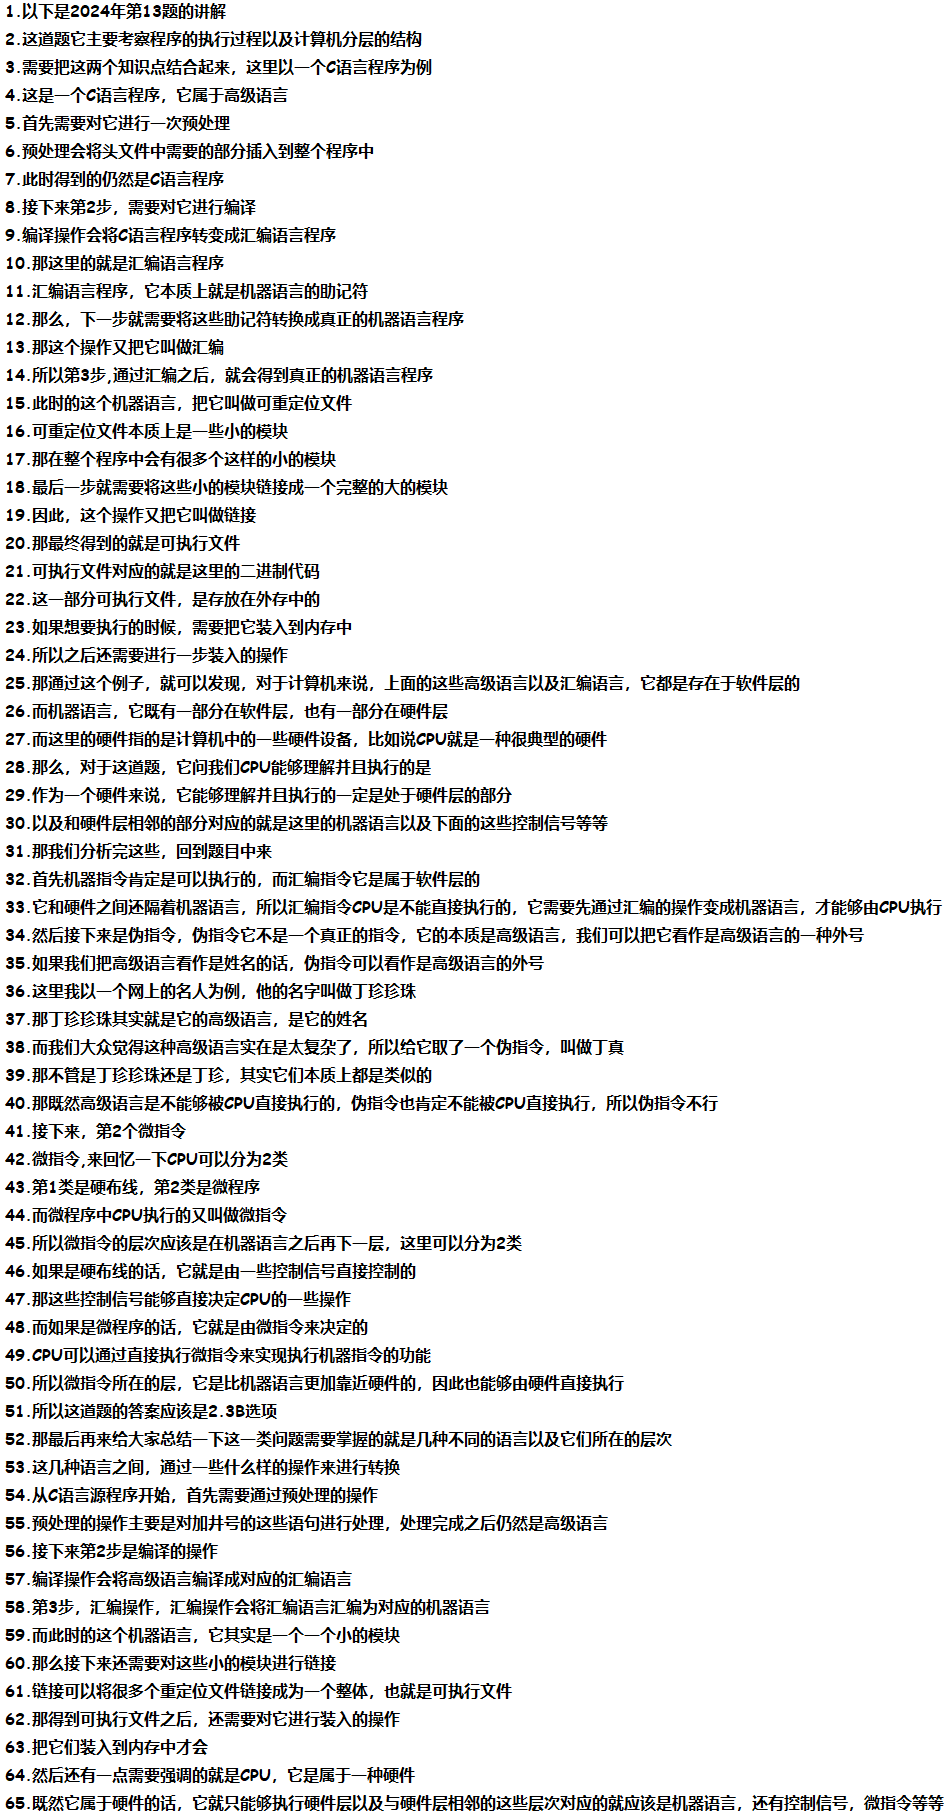 1.以下是2024年第13题的讲解
2.这道题它主要考察程序的执行过程以及计算机分层的结构
3.需要把这两个知识点结合起来，这里以一个C语言程序为例
4.这是一个C语言程序，它属于高级语言
5.首先需要对它进行一次预处理
6.预处理会将头文件中需要的部分插入到整个程序中
7.此时得到的仍然是C语言程序
8.接下来第2步，需要对它进行编译
9.编译操作会将C语言程序转变成汇编语言程序
10.那这里的就是汇编语言程序
11.汇编语言程序，它本质上就是机器语言的助记符
12.那么，下一步就需要将这些助记符转换成真正的机器语言程序
13.那这个操作又把它叫做汇编
14.所以第3步,通过汇编之后，就会得到真正的机器语言程序
15.此时的这个机器语言，把它叫做可重定位文件
16.可重定位文件本质上是一些小的模块
17.那在整个程序中会有很多个这样的小的模块
18.最后一步就需要将这些小的模块链接成一个完整的大的模块
19.因此，这个操作又把它叫做链接
20.那最终得到的就是可执行文件
21.可执行文件对应的就是这里的二进制代码
22.这一部分可执行文件，是存放在外存中的
23.如果想要执行的时候，需要把它装入到内存中
24.所以之后还需要进行一步装入的操作
25.那通过这个例子，就可以发现，对于计算机来说，上面的这些高级语言以及汇编语言，它都是存在于软件层的
26.而机器语言，它既有一部分在软件层，也有一部分在硬件层
27.而这里的硬件指的是计算机中的一些硬件设备，比如说CPU就是一种很典型的硬件
28.那么，对于这道题，它问我们CPU能够理解并且执行的是
29.作为一个硬件来说，它能够理解并且执行的一定是处于硬件层的部分
30.以及和硬件层相邻的部分对应的就是这里的机器语言以及下面的这些控制信号等等
31.那我们分析完这些，回到题目中来
32.首先机器指令肯定是可以执行的，而汇编指令它是属于软件层的
33.它和硬件之间还隔着机器语言，所以汇编指令CPU是不能直接执行的，它需要先通过汇编的操作变成机器语言，才能够由CPU执行
34.然后接下来是伪指令，伪指令它不是一个真正的指令，它的本质是高级语言，我们可以把它看作是高级语言的一种外号
35.如果我们把高级语言看作是姓名的话，伪指令可以看作是高级语言的外号
36.这里我以一个网上的名人为例，他的名字叫做丁珍珍珠
37.那丁珍珍珠其实就是它的高级语言，是它的姓名
38.而我们大众觉得这种高级语言实在是太复杂了，所以给它取了一个伪指令，叫做丁真
39.那不管是丁珍珍珠还是丁珍，其实它们本质上都是类似的
40.那既然高级语言是不能够被CPU直接执行的，伪指令也肯定不能被CPU直接执行，所以伪指令不行
41.接下来，第2个微指令
42.微指令,来回忆一下CPU可以分为2类
43.第1类是硬布线，第2类是微程序
44.而微程序中CPU执行的又叫做微指令
45.所以微指令的层次应该是在机器语言之后再下一层，这里可以分为2类
46.如果是硬布线的话，它就是由一些控制信号直接控制的
47.那这些控制信号能够直接决定CPU的一些操作
48.而如果是微程序的话，它就是由微指令来决定的
49.CPU可以通过直接执行微指令来实现执行机器指令的功能
50.所以微指令所在的层，它是比机器语言更加靠近硬件的，因此也能够由硬件直接执行
51.所以这道题的答案应该是2.3B选项
52.那最后再来给大家总结一下这一类问题需要掌握的就是几种不同的语言以及它们所在的层次
53.这几种语言之间，通过一些什么样的操作来进行转换
54.从C语言源程序开始，首先需要通过预处理的操作
55.预处理的操作主要是对加井号的这些语句进行处理，处理完成之后仍然是高级语言
56.接下来第2步是编译的操作
57.编译操作会将高级语言编译成对应的汇编语言
58.第3步，汇编操作，汇编操作会将汇编语言汇编为对应的机器语言
59.而此时的这个机器语言，它其实是一个一个小的模块
60.那么接下来还需要对这些小的模块进行链接
61.链接可以将很多个重定位文件链接成为一个整体，也就是可执行文件
62.那得到可执行文件之后，还需要对它进行装入的操作
63.把它们装入到内存中才会
64.然后还有一点需要强调的就是CPU，它是属于一种硬件
65.既然它属于硬件的话，它就只能够执行硬件层以及与硬件层相邻的这些层次对应的就应该是机器语言，还有控制信号，微指令等等